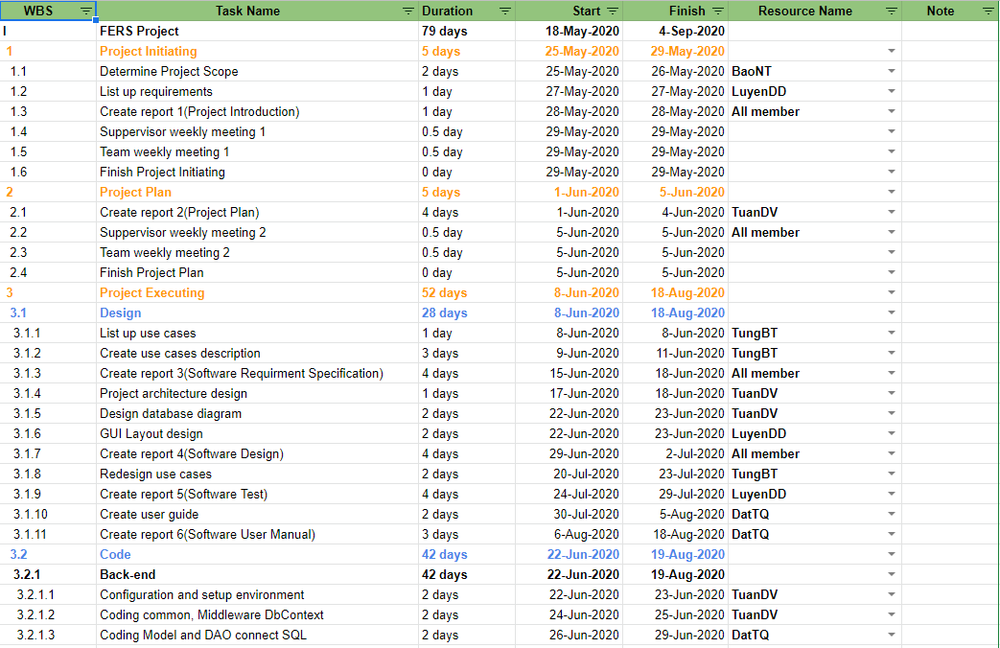 WBS Task Name Duration Start Finish Resource Name Note
I FERS Project 79 days 18-May-2020 4-Sep-2020
1 Project Initiating 5 days 25-May-2020 29-May-2020
1.1 Determine Project Scope 2 days 25-May-2020 26-May-2020 BaoNT
1.2 List up requirements 1 day 27-May-2020 27-May-2020 LuyenDD
1.3 Create report 1(Project Introduction) 1 day 28-May-2020 28-May-2020 All member
1.4 Suppervisor weekly meeting 1 0.5 day 29-May-2020 29-May-2020
1.5 Team weekly meeting 1 0.5 day 29-May-2020 29-May-2020
1.6 Finish Project Initiating 0 day 29-May-2020 29-May-2020
2 Project Plan 5 days 1-Jun-2020 5-Jun-2020
2.1 Create report 2(Project Plan) 4 days 1-Jun-2020 4-Jun-2020 TuanDV
2.2 Suppervisor weekly meeting 2 0.5 day 5-Jun-2020 5-Jun-2020 All member
2.3 Team weekly meeting 2 0.5 day 5-Jun-2020 5-Jun-2020
2.4 Finish Project Plan 0 day 5-Jun-2020 5-Jun-2020
3 Project Executing 52 days 8-Jun-2020 18-Aug-2020
3.1 Design 28 days 8-Jun-2020 18-Aug-2020
3.1.1 List up use cases 1 day 8-Jun-2020 8-Jun-2020 TungBT
3.1.2 Create use cases description 3 days 9-Jun-2020 11-Jun-2020 TungBT
3.1.3 Create report 3(Software Requirment Specification) 4 days 15-Jun-2020 18-Jun-2020 All member
3.1.4 Project architecture design 1 days 17-Jun-2020 18-Jun-2020 TuanDV
3.1.5 Design database diagram 2 days 22-Jun-2020 23-Jun-2020 TuanDV
3.1.6 GUI Layout design 2 days 22-Jun-2020 23-Jun-2020 LuyenDD
3.1.7 Create report 4(Software Design) 4 days 29-Jun-2020 2-Jul-2020 All member
3.1.8 Redesign use cases 2 days 20-Jul-2020 23-Jul-2020 TungBT
3.1.9 Create report 5(Software Test) 4 days 24-Jul-2020 29-Jul-2020 LuyenDD
3.1.10 Create user guide 2 days 30-Jul-2020 5-Aug-2020 DatTQ
3.1.11 Create report 6(Software User Manual) 3 days 6-Aug-2020 18-Aug-2020 DatTQ
3.2 Code 42 days 22-Jun-2020 19-Aug-2020
3.2.1 Back-end 42 days 22-Jun-2020 19-Aug-2020
3.2.1.1 Configuration and setup environment 2 days 22-Jun-2020 23-Jun-2020 TuanDV
3.2.1.2 Coding common, Middleware DbContext 2 days 24-Jun-2020 25-Jun-2020 TuanDV
3.2.1.3 Coding Model and DAO connect SQL 2 days 26-Jun-2020 29-Jun-2020 DatTQ